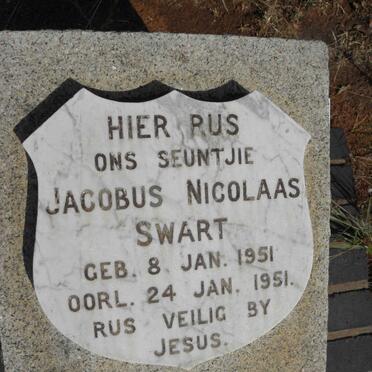 HIER RUS
ONS SEUNTJIE
JACOBUS NICOLAAS
SWART
GEB. 8 JAN. 1951
OORL. 24 JAN. 1951.
RUS VEILIG BY
JESUS.